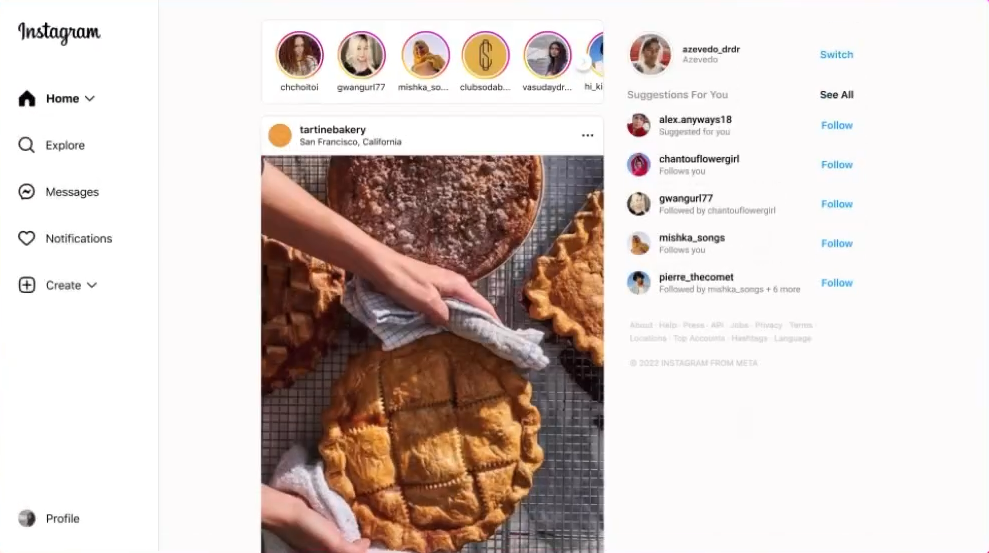 Instagram
Home
Explore
Messages
Notifications
Create
Profile
chchoitoi
gwangurl77
mishka_so...
clubsodab...
vasudaydr...
hi_ki
tartinebakery
San Francisco, California
azevedo_drdr
Azevedo
Switch
Suggestions For You
See All
alex.anyways18
Suggested for you
Follow
chantouflowergirl
Follows you
Follow
gwangurl77
Followed by chantouflowergirl
Follow
mishka_songs
Follows you
Follow
pierre_thecomet
Followed by mishka_songs + 6 more
Follow
About · Help · Press · API · Jobs · Privacy · Terms
Locations · Top Accounts · Hashtags · Language
© 2022 INSTAGRAM FROM META